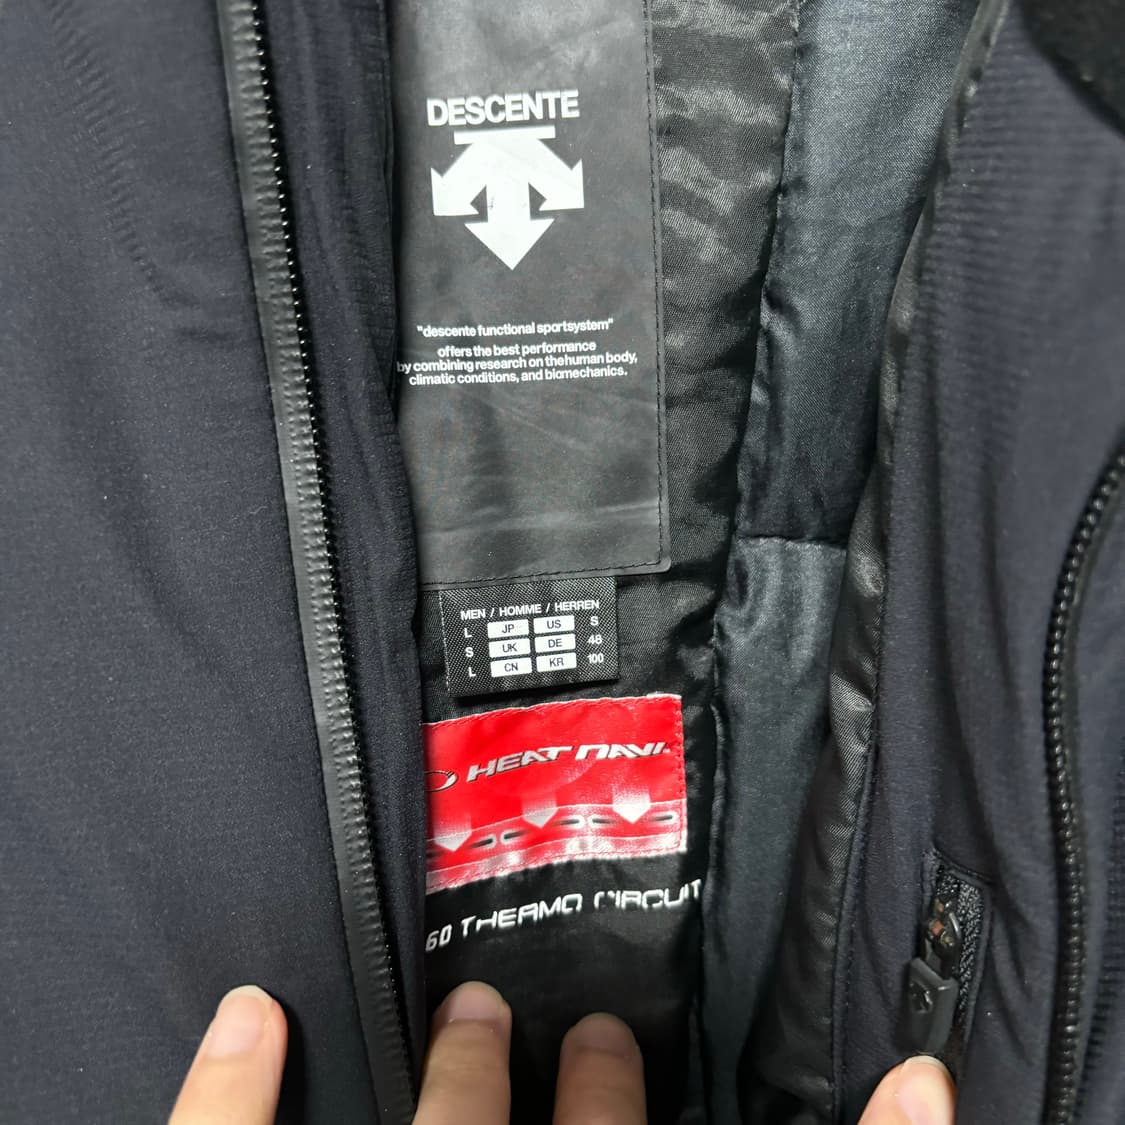 DESCENTE
"descente functional sportsystem"
offers the best performance
by combining research on the human body,
climatic conditions, and biomechanics.
MEN / HOMME / HERREN
L JP US S
S UK DE 48
L CN KR 100
HEAT NAVI
60 THERMO CIRCUIT